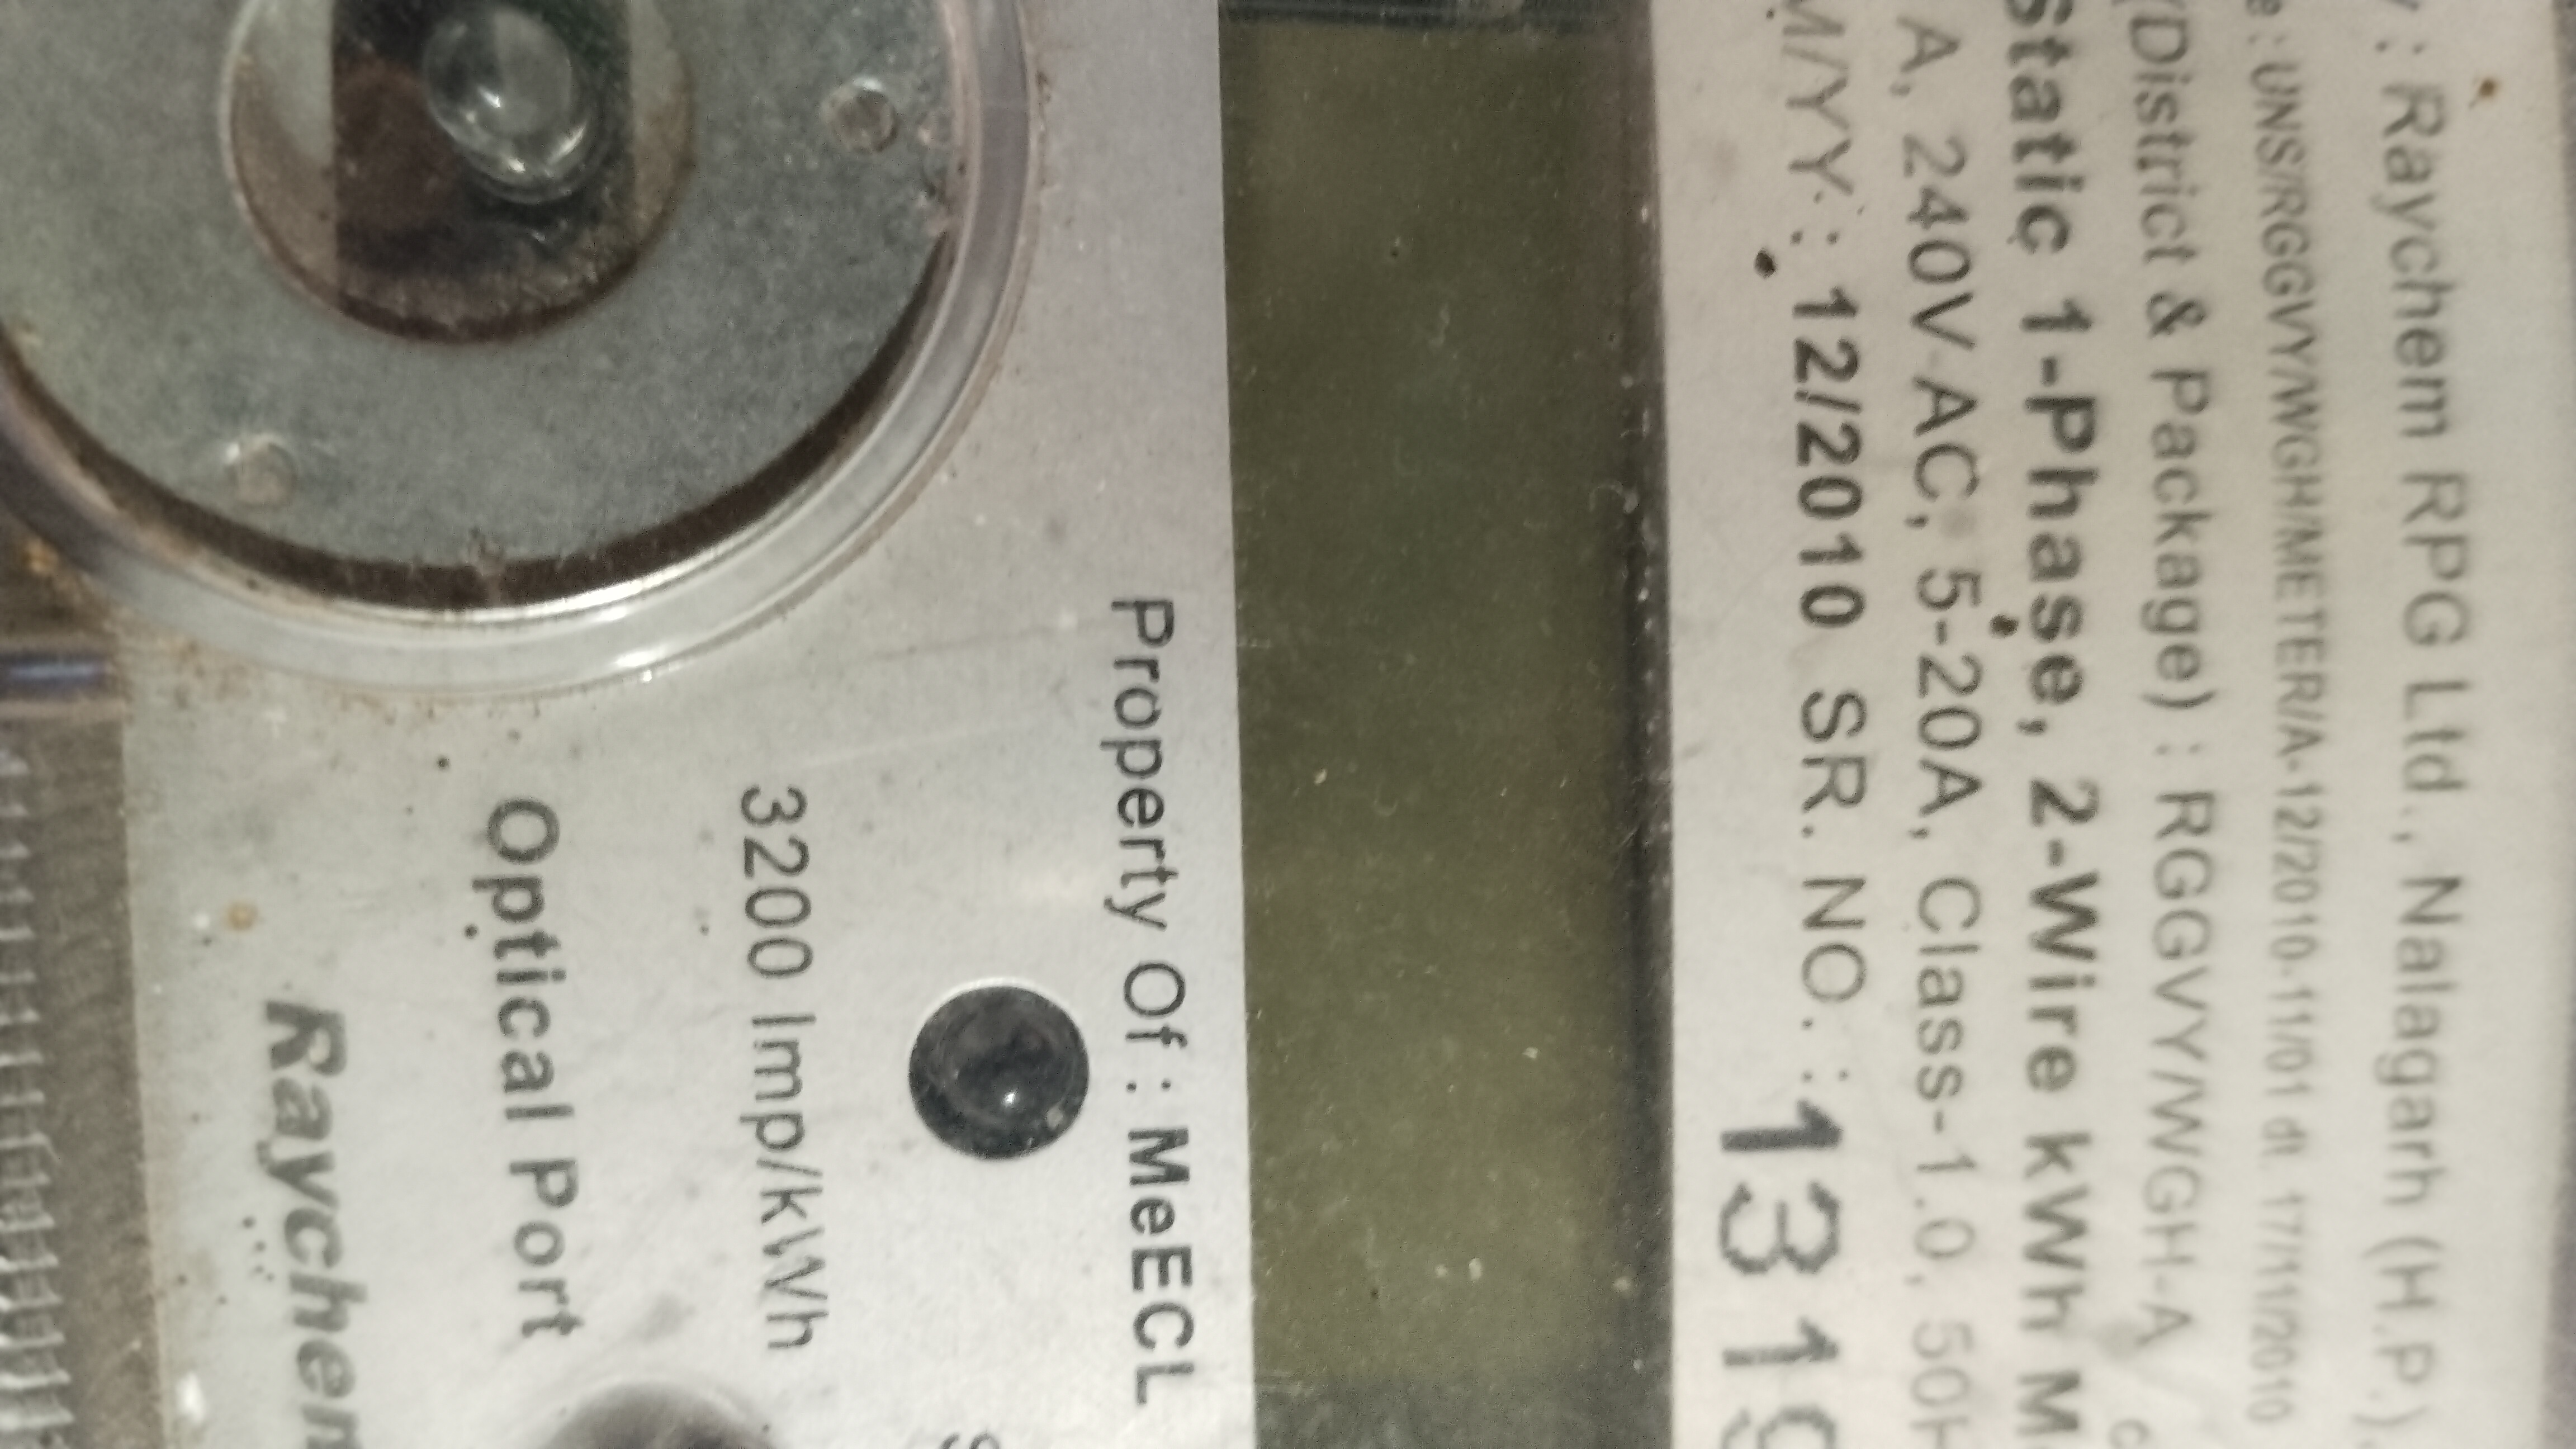 : Raychem RPG Ltd., Nalagarh (H.P.)
: UNS/RGGVY/WGH/METER/A-12/2010-11/01 dt. 17/11/2010
(District & Package) : RGGVY/WGH-A
Static 1-Phase, 2-Wire kWh M
A, 240V-AC, 5-20A, Class-1.0, 50H
M/YY : 12/2010 SR. NO. : 1319
Property Of : MeECL
3200 Imp/kWh
Optical Port
Raychem